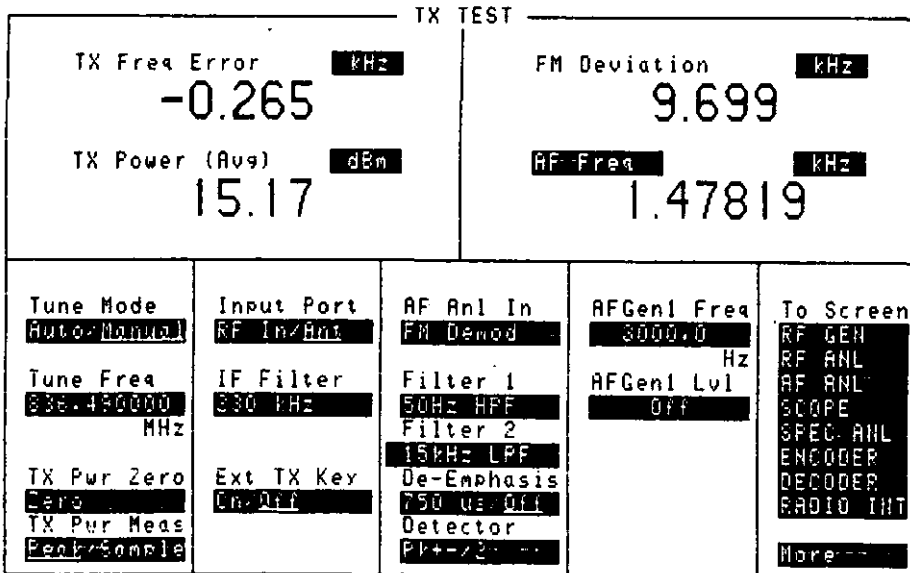 TX TEST
TX Freq Error kHz
-0.265
FM Deviation kHz
9.699
TX Power (Avg) dBm
15.17
AF Freq kHz
1.47819
Tune Mode
Auto/Manual
Tune Freq
836.490000
MHz
TX Pwr Zero
Zero
TX Pwr Meas
Peak/Sample
Input Port
RF In/Ant
IF Filter
230 kHz
Ext TX Key
On/Off
AF Anl In
FM Demod
Filter 1
50Hz HPF
Filter 2
15kHz LPF
De-Emphasis
750 us/Off
Detector
Pk+-/2
AFGen1 Freq
3000.0
Hz
AFGen1 Lvl
Off
To Screen
RF GEN
RF ANL
AF ANL
SCOPE
SPEC ANL
ENCODER
DECODER
RADIO INT
More